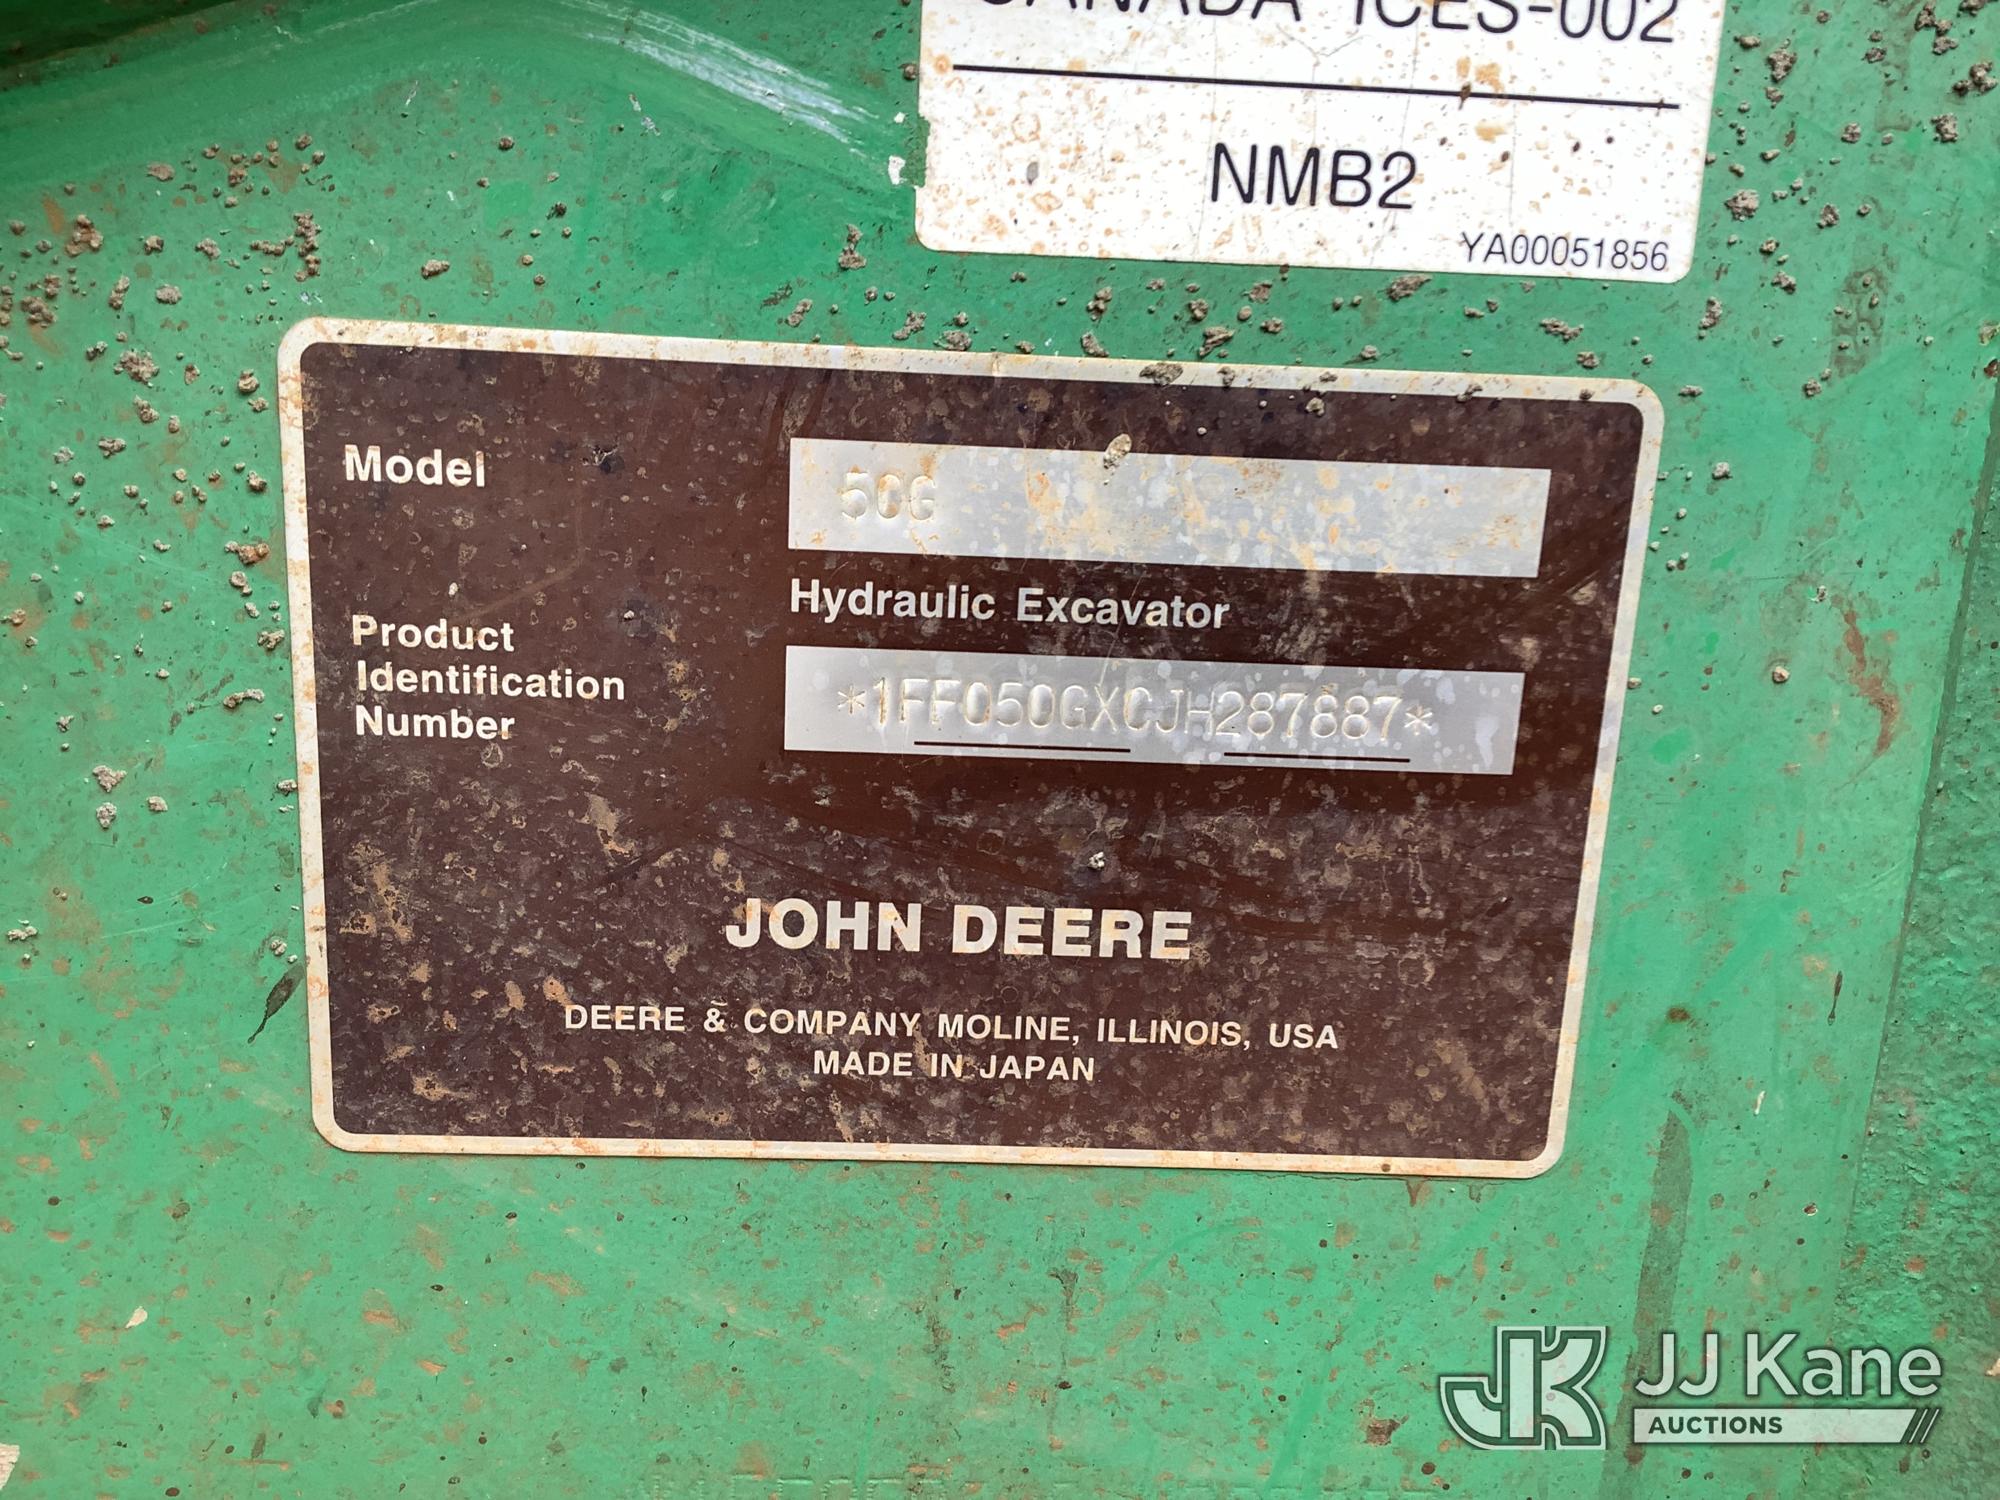 CANADA ICES-002
NMB2
YA00051856
Model
50G
Hydraulic Excavator
Product
Identification
Number
*1FF050GXCJH287887*
JOHN DEERE
DEERE & COMPANY MOLINE, ILLINOIS, USA
MADE IN JAPAN
JK JJ Kane
AUCTIONS